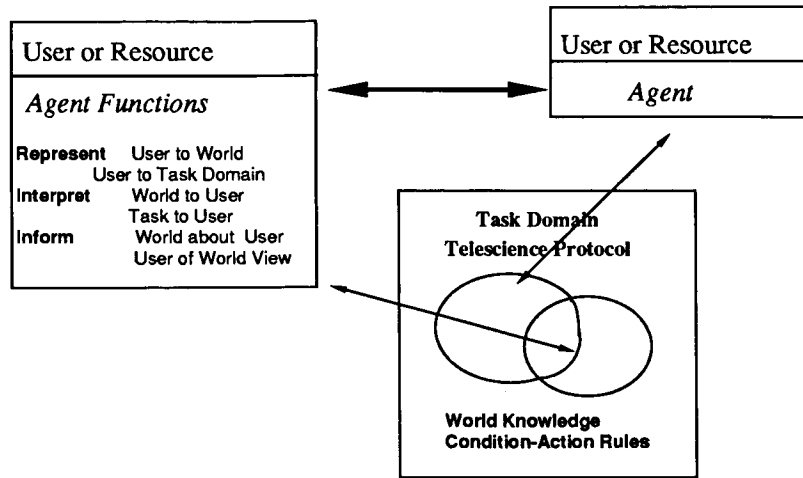 User or Resource
Agent Functions
Represent User to World
User to Task Domain
Interpret World to User
Task to User
Inform World about User
User of World View
User or Resource
Agent
Task Domain
Telescience Protocol
World Knowledge
Condition-Action Rules